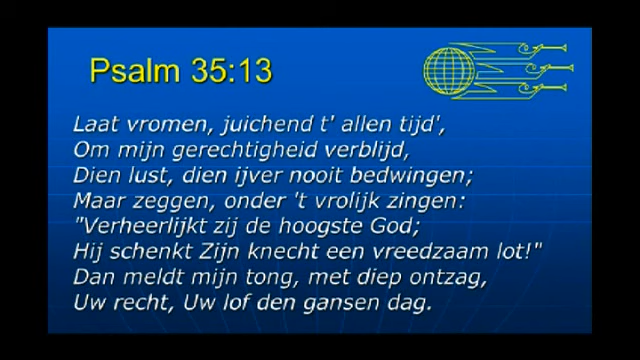 Psalm 35:13
Laat vromen, juichend t' allen tijd',
Om mijn gerechtigheid verblijd,
Dien lust, dien ijver nooit bedwingen;
Maar zeggen, onder 't vrolijk zingen:
"Verheerlijkt zij de hoogste God;
Hij schenkt Zijn knecht een vreedzaam lot!"
Dan meldt mijn tong, met diep ontzag,
Uw recht, Uw lof den gansen dag.